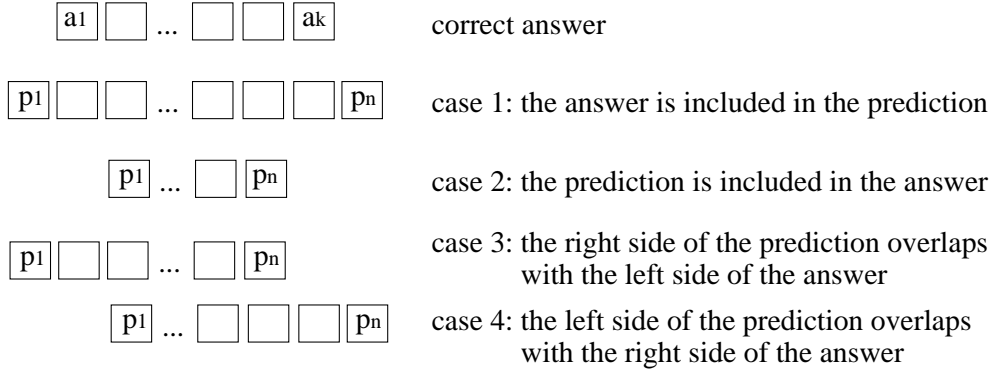 a1 ... ak correct answer
p1 ... pn case 1: the answer is included in the prediction
p1 ... pn case 2: the prediction is included in the answer
p1 ... pn case 3: the right side of the prediction overlaps
with the left side of the answer
p1 ... pn case 4: the left side of the prediction overlaps
with the right side of the answer